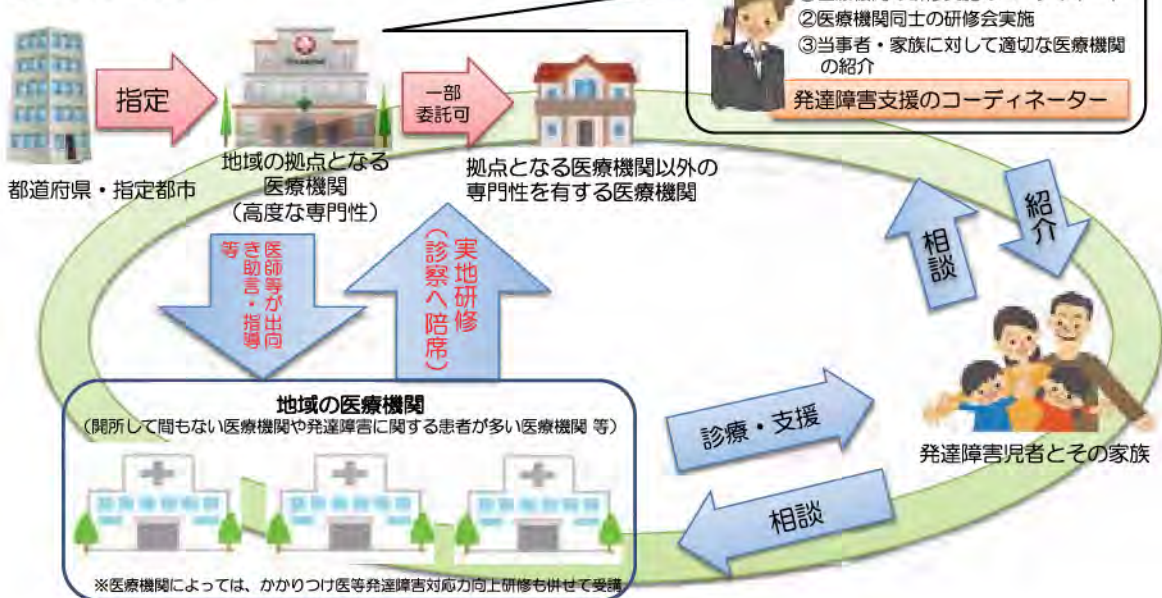 ②医療機関同士の研修会実施
③当事者・家族に対して適切な医療機関
の紹介
発達障害支援のコーディネーター
指定
一部
委託可
都道府県・指定都市
地域の拠点となる
医療機関
（高度な専門性）
拠点となる医療機関以外の
専門性を有する医療機関
医師等が出向
き助言・指導
等
実地研修
（診察へ陪席）
相談
紹介
地域の医療機関
（開所して間もない医療機関や発達障害に関する患者が多い医療機関 等）
診療・支援
相談
発達障害児者とその家族
※医療機関によっては、かかりつけ医等発達障害対応力向上研修も併せて受講